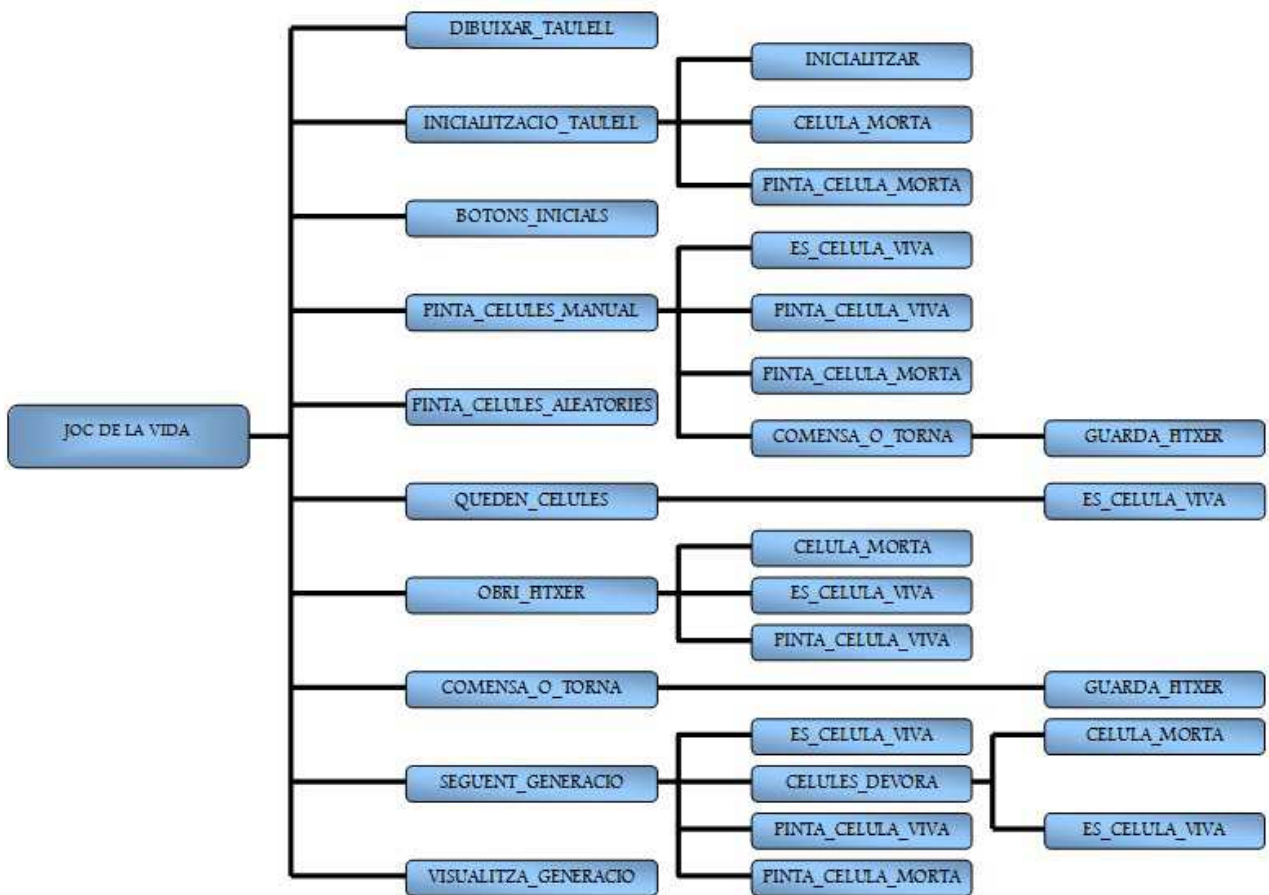 JOC DE LA VIDA
DIBUIXAR_TAULELL
INICIALITZACIO_TAULELL
INICIALITZAR
CELULA_MORTA
PINTA_CELULA_MORTA
BOTONS_INICIALS
PINTA_CELULES_MANUAL
ES_CELULA_VIVA
PINTA_CELULA_VIVA
PINTA_CELULA_MORTA
COMENSA_O_TORNA
GUARDA_FITXER
PINTA_CELULES_ALEATORIES
QUEDEN_CELULES
ES_CELULA_VIVA
OBRI_FITXER
CELULA_MORTA
ES_CELULA_VIVA
PINTA_CELULA_VIVA
COMENSA_O_TORNA
GUARDA_FITXER
SEGUENT_GENERACIO
ES_CELULA_VIVA
CELULES_DEVORA
CELULA_MORTA
ES_CELULA_VIVA
PINTA_CELULA_VIVA
PINTA_CELULA_MORTA
VISUALITZA_GENERACIO